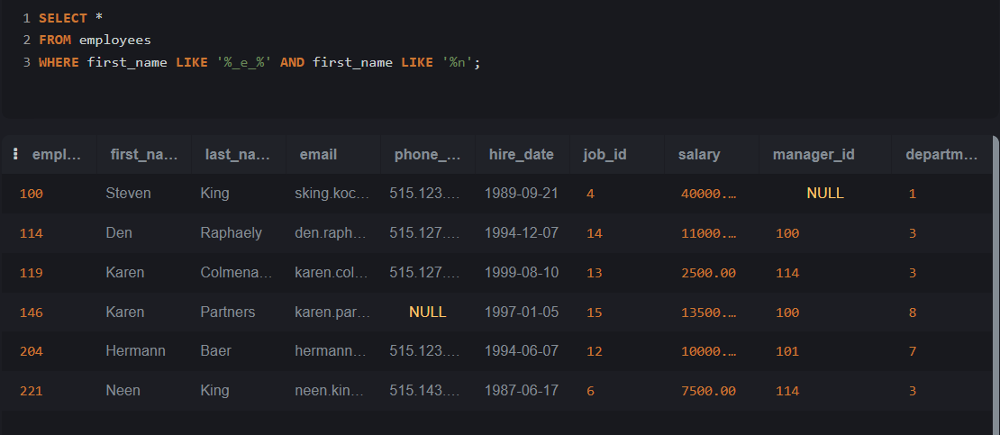 1 SELECT *
2 FROM employees
3 WHERE first_name LIKE '%_e_%' AND first_name LIKE '%n';
empl... first_na... last_na... email phone_... hire_date job_id salary manager_id departm...
100 Steven King sking.koc... 515.123.... 1989-09-21 4 40000.... NULL 1
114 Den Raphaely den.raph... 515.127.... 1994-12-07 14 11000.... 100 3
119 Karen Colmena... karen.col... 515.127.... 1999-08-10 13 2500.00 114 3
146 Karen Partners karen.par... NULL 1997-01-05 15 13500.... 100 8
204 Hermann Baer hermann... 515.123.... 1994-06-07 12 10000.... 101 7
221 Neen King neen.kin... 515.143.... 1987-06-17 6 7500.00 114 3